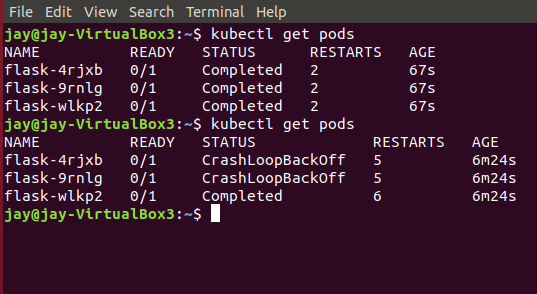 File Edit View Search Terminal Help
jay@jay-VirtualBox3:~$ kubectl get pods
NAME READY STATUS RESTARTS AGE
flask-4rjxb 0/1 Completed 2 67s
flask-9rnlg 0/1 Completed 2 67s
flask-wlkp2 0/1 Completed 2 67s
jay@jay-VirtualBox3:~$ kubectl get pods
NAME READY STATUS RESTARTS AGE
flask-4rjxb 0/1 CrashLoopBackOff 5 6m24s
flask-9rnlg 0/1 CrashLoopBackOff 5 6m24s
flask-wlkp2 0/1 Completed 6 6m24s
jay@jay-VirtualBox3:~$